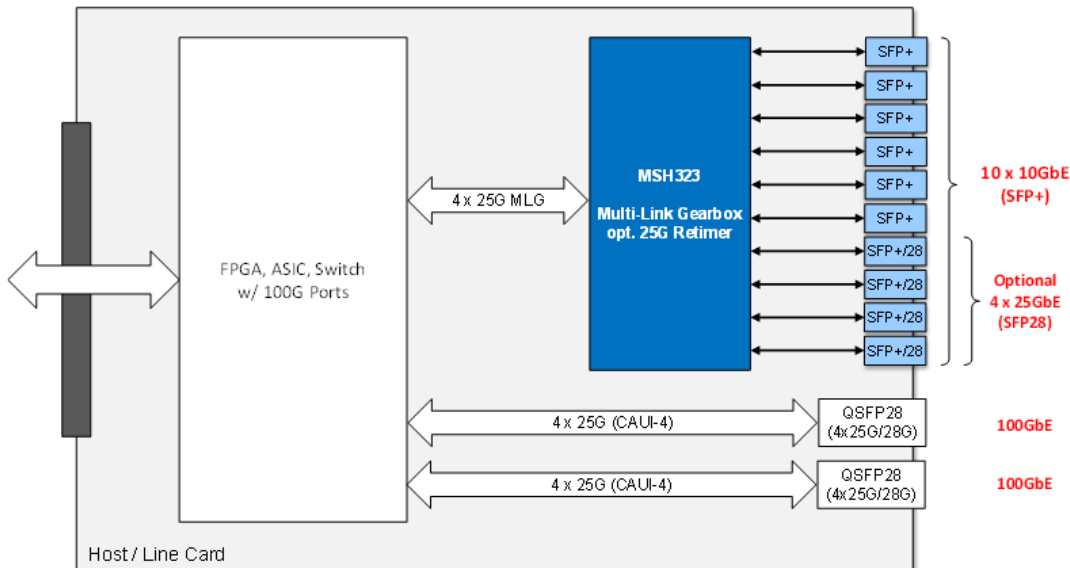 SFP+
SFP+
SFP+
SFP+
SFP+
SFP+
SFP+/28
SFP+/28
SFP+/28
SFP+/28
10 x 10GbE
(SFP+)
Optional
4 x 25GbE
(SFP28)
MSH323
Multi-Link Gearbox
opt. 25G Retimer
4 x 25G MLG
FPGA, ASIC, Switch
w/ 100G Ports
4 x 25G (CAUI-4)
QSFP28
(4x25G/28G)
100GbE
4 x 25G (CAUI-4)
QSFP28
(4x25G/28G)
100GbE
Host / Line Card